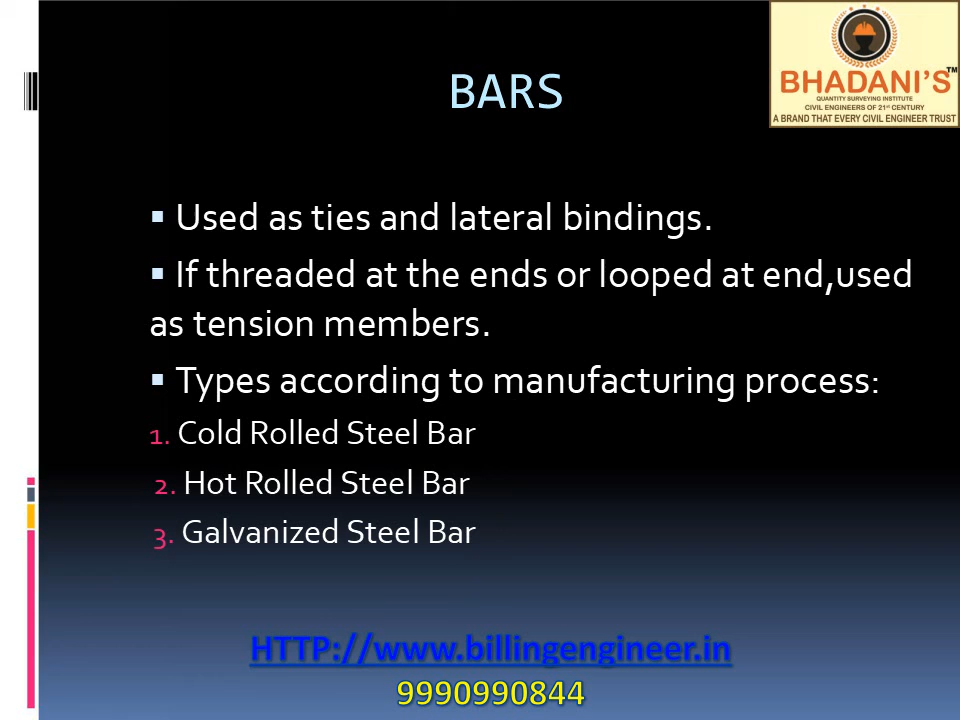 BARS
BHADANI'S™
QUANTITY SURVEYING INSTITUTE
CIVIL ENGINEERS OF 21st CENTURY
A BRAND THAT EVERY CIVIL ENGINEER TRUST
▪ Used as ties and lateral bindings.
▪ If threaded at the ends or looped at end,used
as tension members.
▪ Types according to manufacturing process:
1. Cold Rolled Steel Bar
2. Hot Rolled Steel Bar
3. Galvanized Steel Bar
HTTP://www.billingengineer.in
9990990844